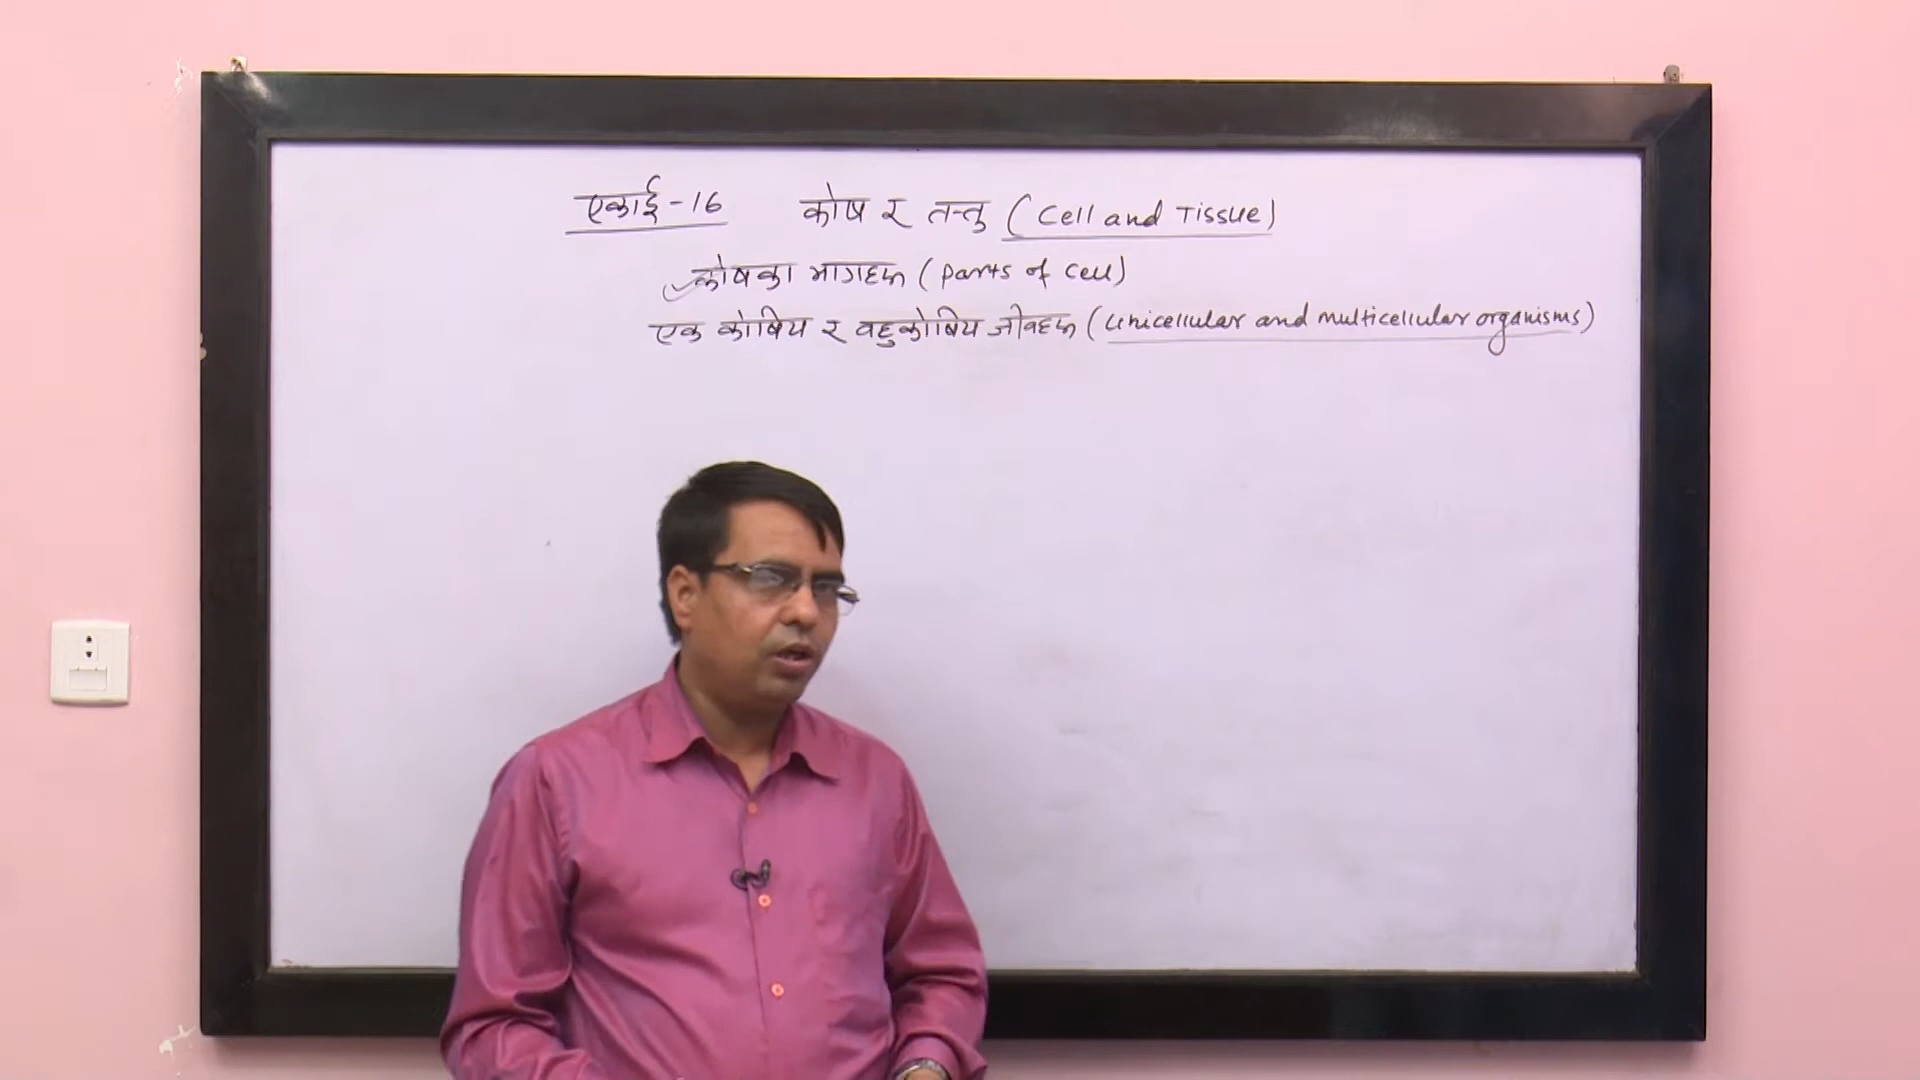 एकाई-16 कोष र तन्तु (Cell and Tissue)
कोषका भागहरू (parts of cell)
एक कोषिय र बहुकोषिय जीवहरू (Unicellular and multicellular organisms)